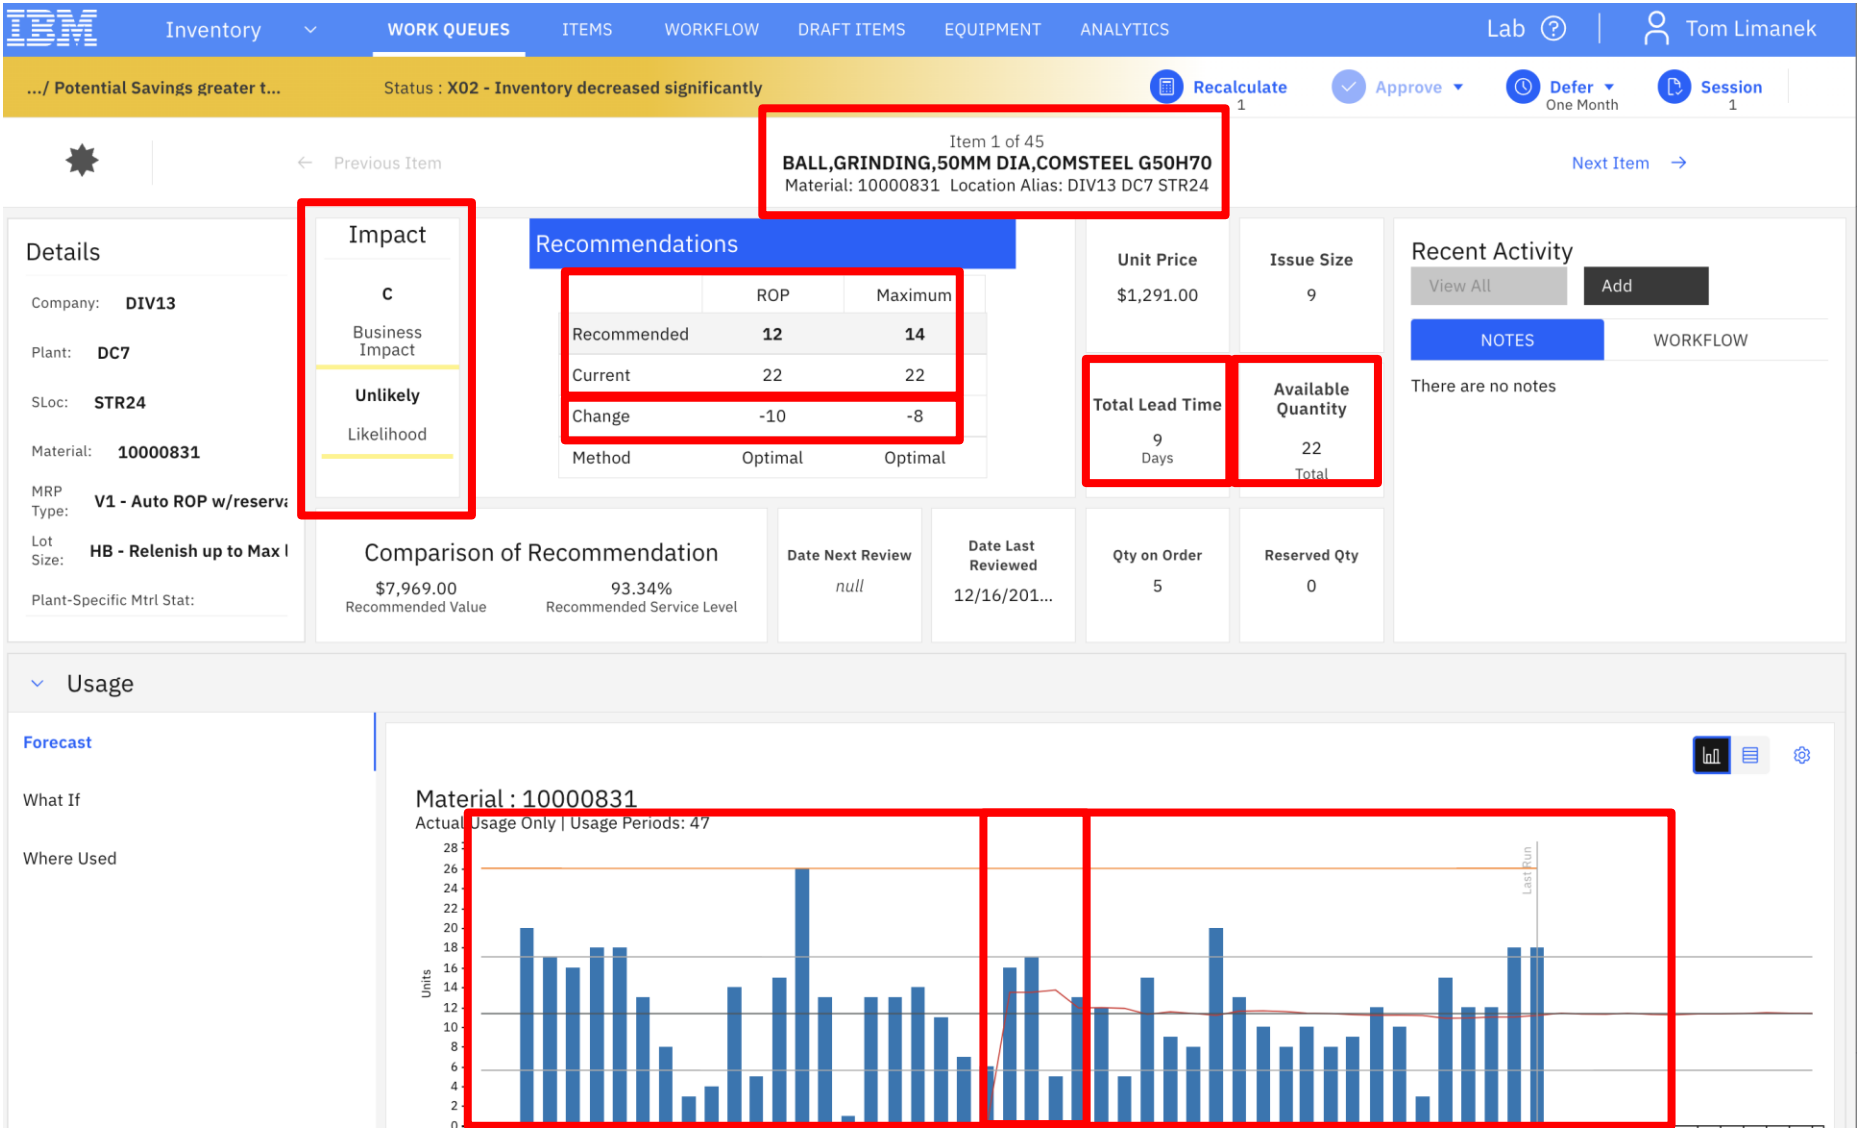 IBM Inventory WORK QUEUES ITEMS WORKFLOW DRAFT ITEMS EQUIPMENT ANALYTICS Lab Tom Limanek
.../ Potential Savings greater t... Status : X02 - Inventory decreased significantly Recalculate 1 Approve Defer One Month Session 1
Item 1 of 45
← Previous Item
BALL,GRINDING,50MM DIA,COMSTEEL G50H70
Next Item →
Material: 10000831 Location Alias: DIV13 DC7 STR24
Details
Company: DIV13
Plant: DC7
SLoc: STR24
Material: 10000831
MRP Type: V1 - Auto ROP w/reserva
Lot Size: HB - Relenish up to Max l
Plant-Specific Mtrl Stat:
Impact
C
Business
Impact
Unlikely
Likelihood
Recommendations
ROP Maximum
Recommended 12 14
Current 22 22
Change -10 -8
Method Optimal Optimal
Unit Price
$1,291.00
Issue Size
9
Total Lead Time
9
Days
Available
Quantity
22
Total
Recent Activity
View All Add
NOTES WORKFLOW
There are no notes
Comparison of Recommendation
$7,969.00 93.34%
Recommended Value Recommended Service Level
Date Next Review
null
Date Last
Reviewed
12/16/201...
Qty on Order
5
Reserved Qty
0
Usage
Forecast
What If
Where Used
Material : 10000831
Actual Usage Only | Usage Periods: 47
Units
28
26
24
22
20
18
16
14
12
10
8
6
4
2
0
Last Run